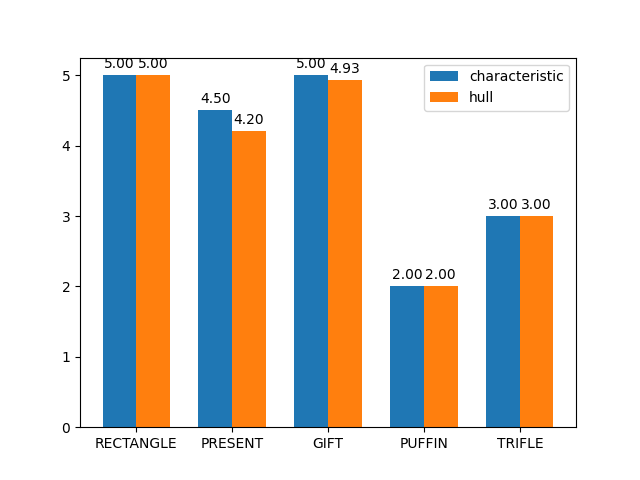 5.00 5.00 4.50 4.20 5.00 4.93 2.00 2.00 3.00 3.00
characteristic
hull
5
4
3
2
1
0
RECTANGLE PRESENT GIFT PUFFIN TRIFLE